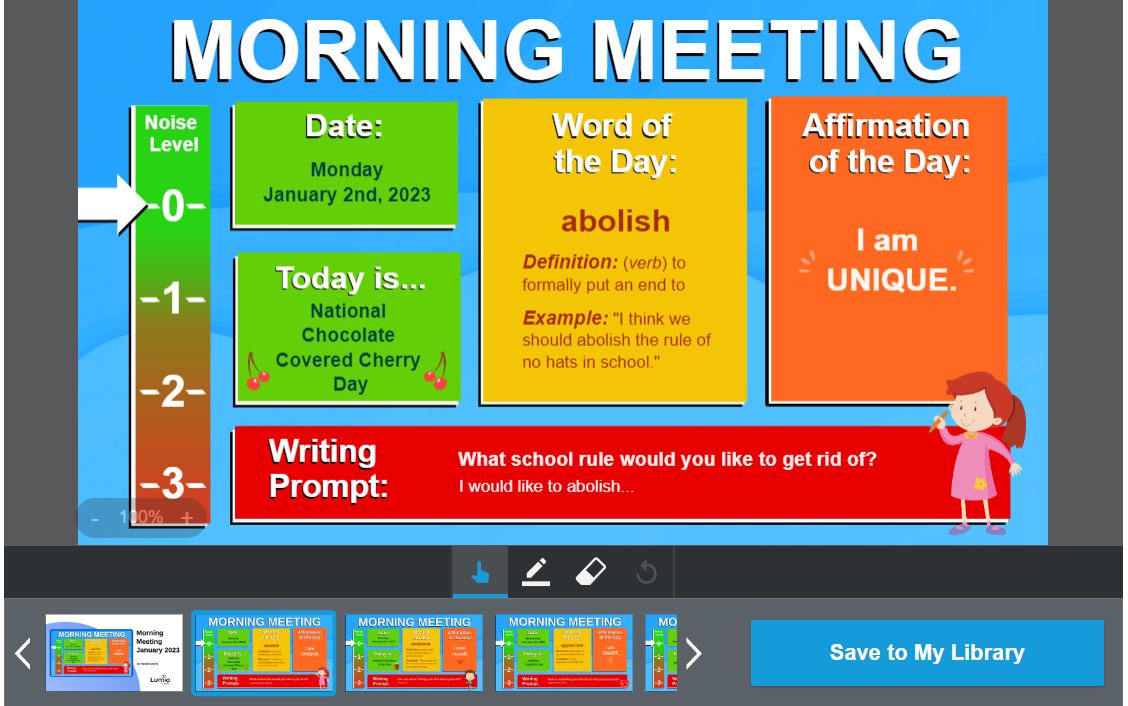 MORNING MEETING
Noise
Level
-0-
-1-
-2-
-3-
Date:
Monday
January 2nd, 2023
Today is...
National
Chocolate
Covered Cherry
Day
Word of
the Day:
abolish
Definition: (verb) to
formally put an end to
Example: "I think we
should abolish the rule of
no hats in school."
Affirmation
of the Day:
I am
UNIQUE.
Writing
Prompt:
What school rule would you like to get rid of?
I would like to abolish...
- 100% +
MORNING MEETING
Morning
Meeting
January 2023
Lumio
MORNING MEETING
MORNING MEETING
MORNING MEETING
MO
Save to My Library